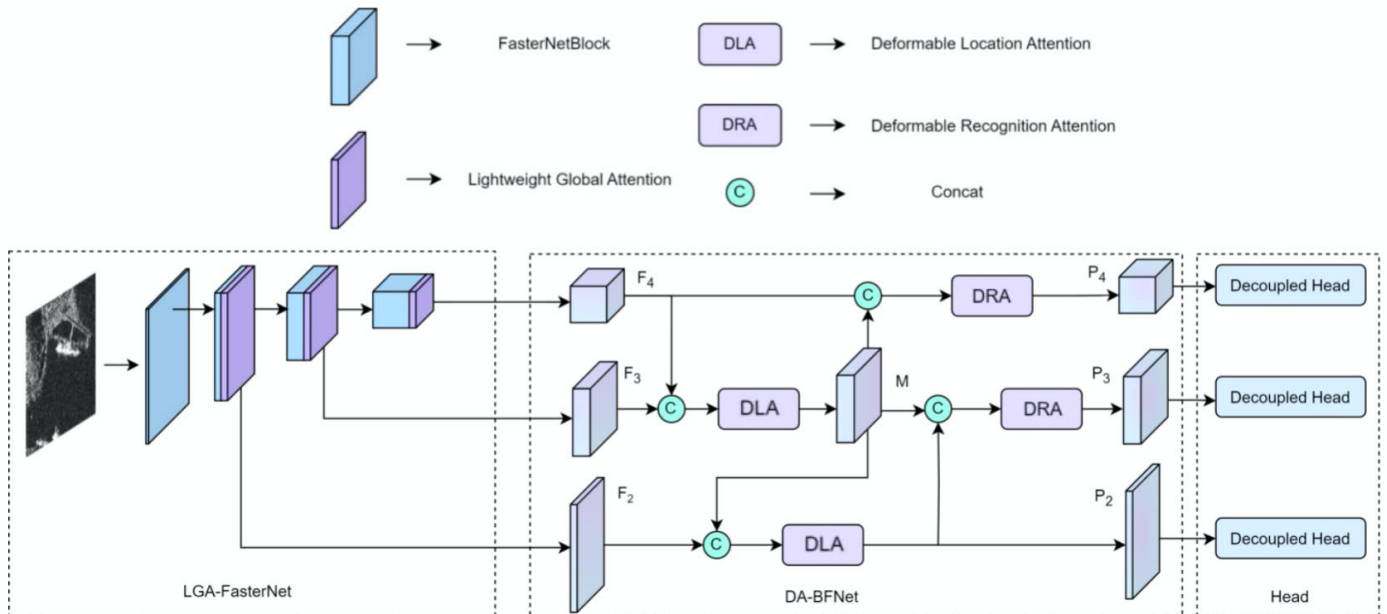 FasterNetBlock
DLA
Deformable Location Attention
DRA
Deformable Recognition Attention
Lightweight Global Attention
C
Concat
F4
C
DRA
P4
Decoupled Head
F3
C
DLA
M
C
DRA
P3
Decoupled Head
F2
C
DLA
P2
Decoupled Head
LGA-FasterNet
DA-BFNet
Head